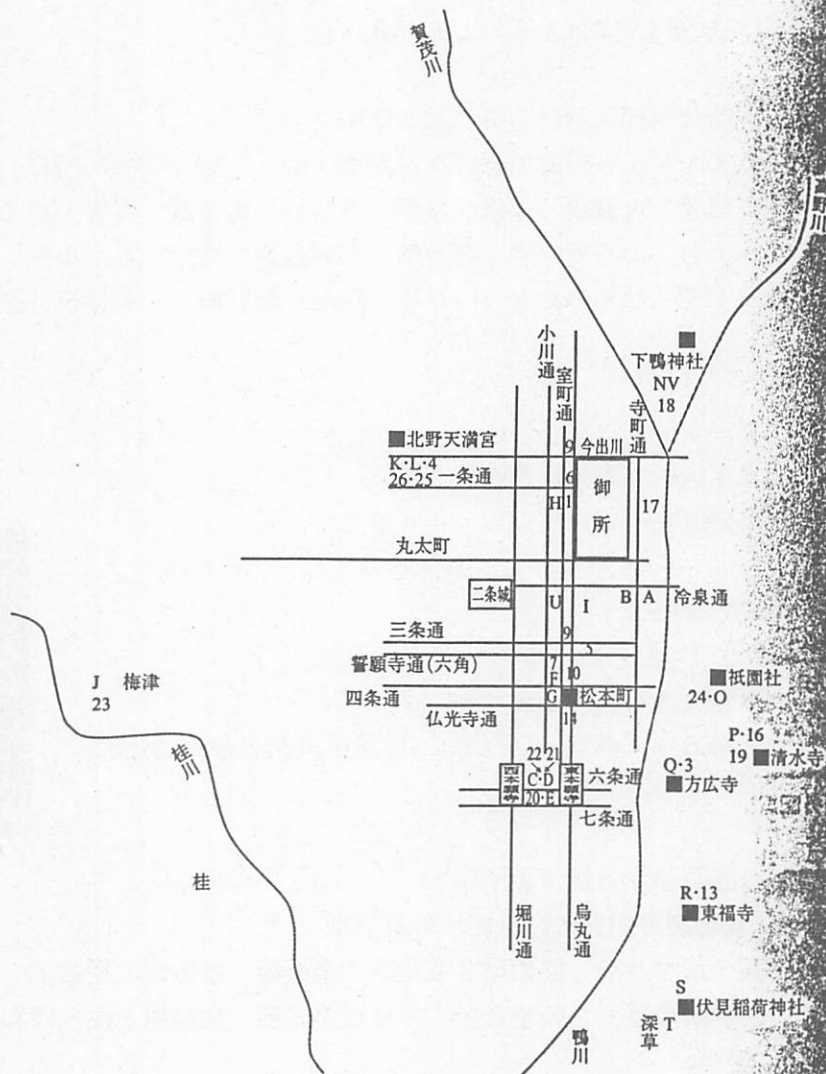 賀茂川
高野川
下鴨神社
NV
18
小川通
室町通
寺町通
北野天満宮
9
今出川
K・L・4
26・25
一条通
6
H
1
御所
17
丸太町
二条城
U
I
B
A
冷泉通
三条通
9
5
誓願寺通(六角)
7
F
10
四条通
G
松本町
祇園社
24・O
仏光寺通
14
J
梅津
23
桂川
P・16
19
清水寺
22
21
C・D
20・E
西本願寺
東本願寺
六条通
Q・3
方広寺
七条通
桂
堀川通
烏丸通
R・13
東福寺
S
伏見稲荷神社
T
深草
鴨川